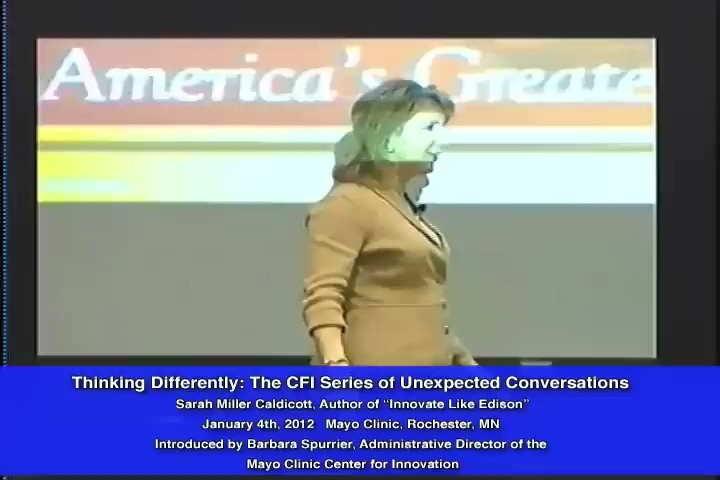 America's Greate
Thinking Differently: The CFI Series of Unexpected Conversations
Sarah Miller Caldicott, Author of "Innovate Like Edison"
January 4th, 2012 Mayo Clinic, Rochester, MN
Introduced by Barbara Spurrier, Administrative Director of the
Mayo Clinic Center for Innovation